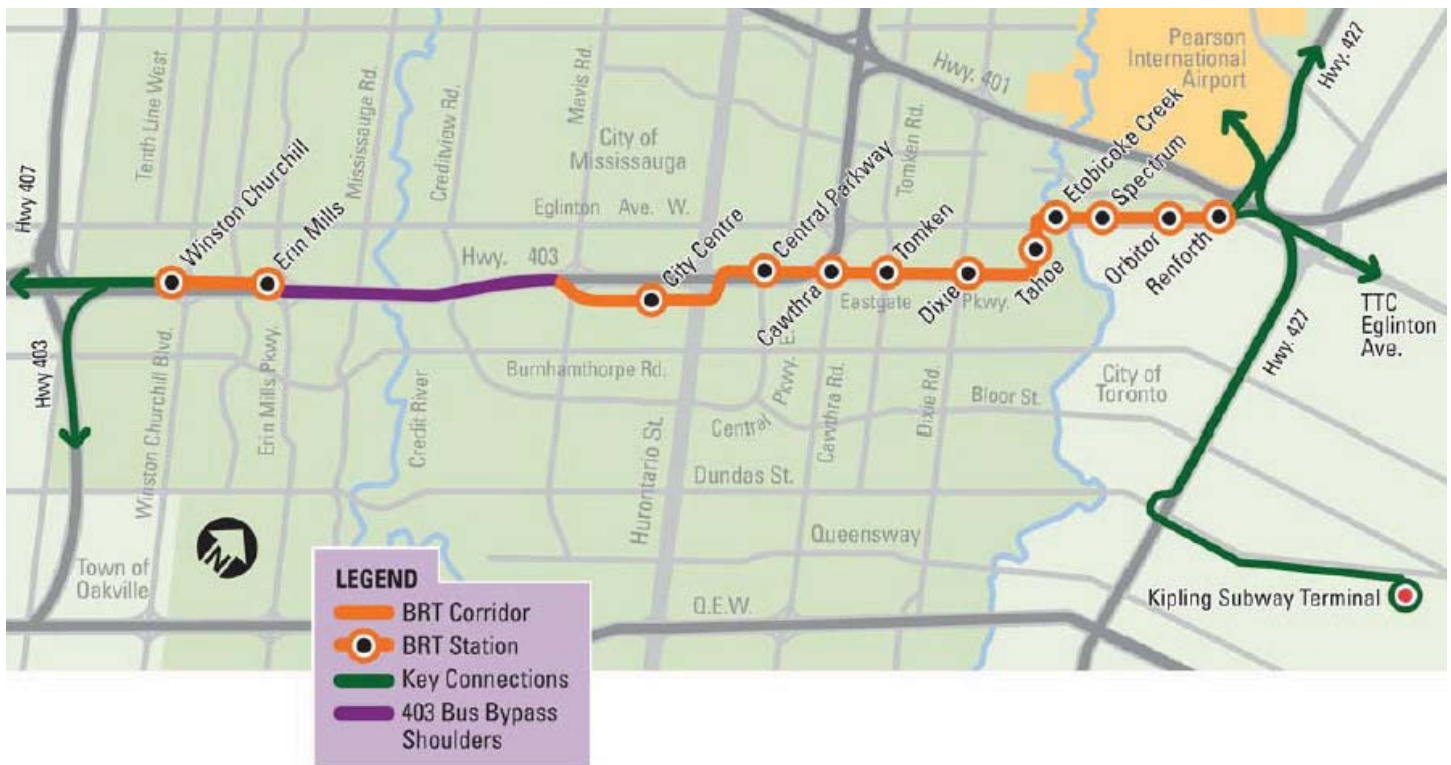 Pearson
International
Airport
Hwy. 427
Hwy. 401
Tenth Line West
Mississauga Rd.
Creditview Rd.
Mavis Rd.
City of
Mississauga
Tomken Rd.
Hwy 407
Eglinton Ave. W.
Winston Churchill
Erin Mills
Hwy. 403
City Centre
Central Parkway
Cawthra
Tomken
Dixie
Tahoe
Etobicoke Creek
Spectrum
Orbitor
Renforth
Eastgate Pkwy.
TTC
Eglinton
Ave.
Hwy 403
Winston Churchill Blvd.
Erin Mills Pkwy.
Credit River
Burnhamthorpe Rd.
Hurontario St.
Central Pkwy. E.
Cawthra Rd.
Dixie Rd.
Bloor St.
City of
Toronto
Hwy. 427
Dundas St.
Queensway
Q.E.W.
Town of
Oakville
N
Kipling Subway Terminal
LEGEND
BRT Corridor
BRT Station
Key Connections
403 Bus Bypass
Shoulders